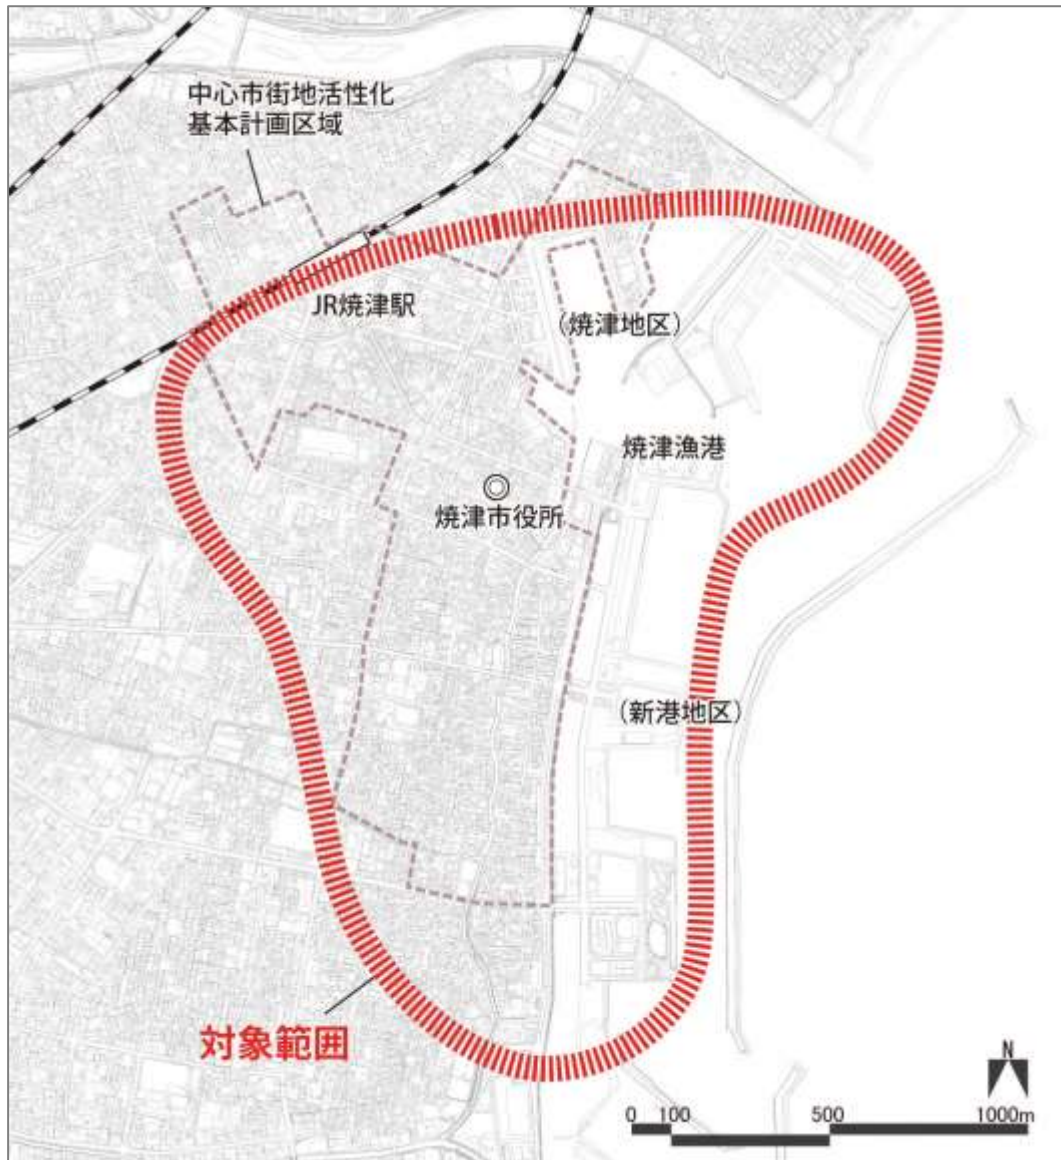 中心市街地活性化
基本計画区域
JR焼津駅
（焼津地区）
焼津漁港
焼津市役所
（新港地区）
対象範囲
N
0 100 500 1000m